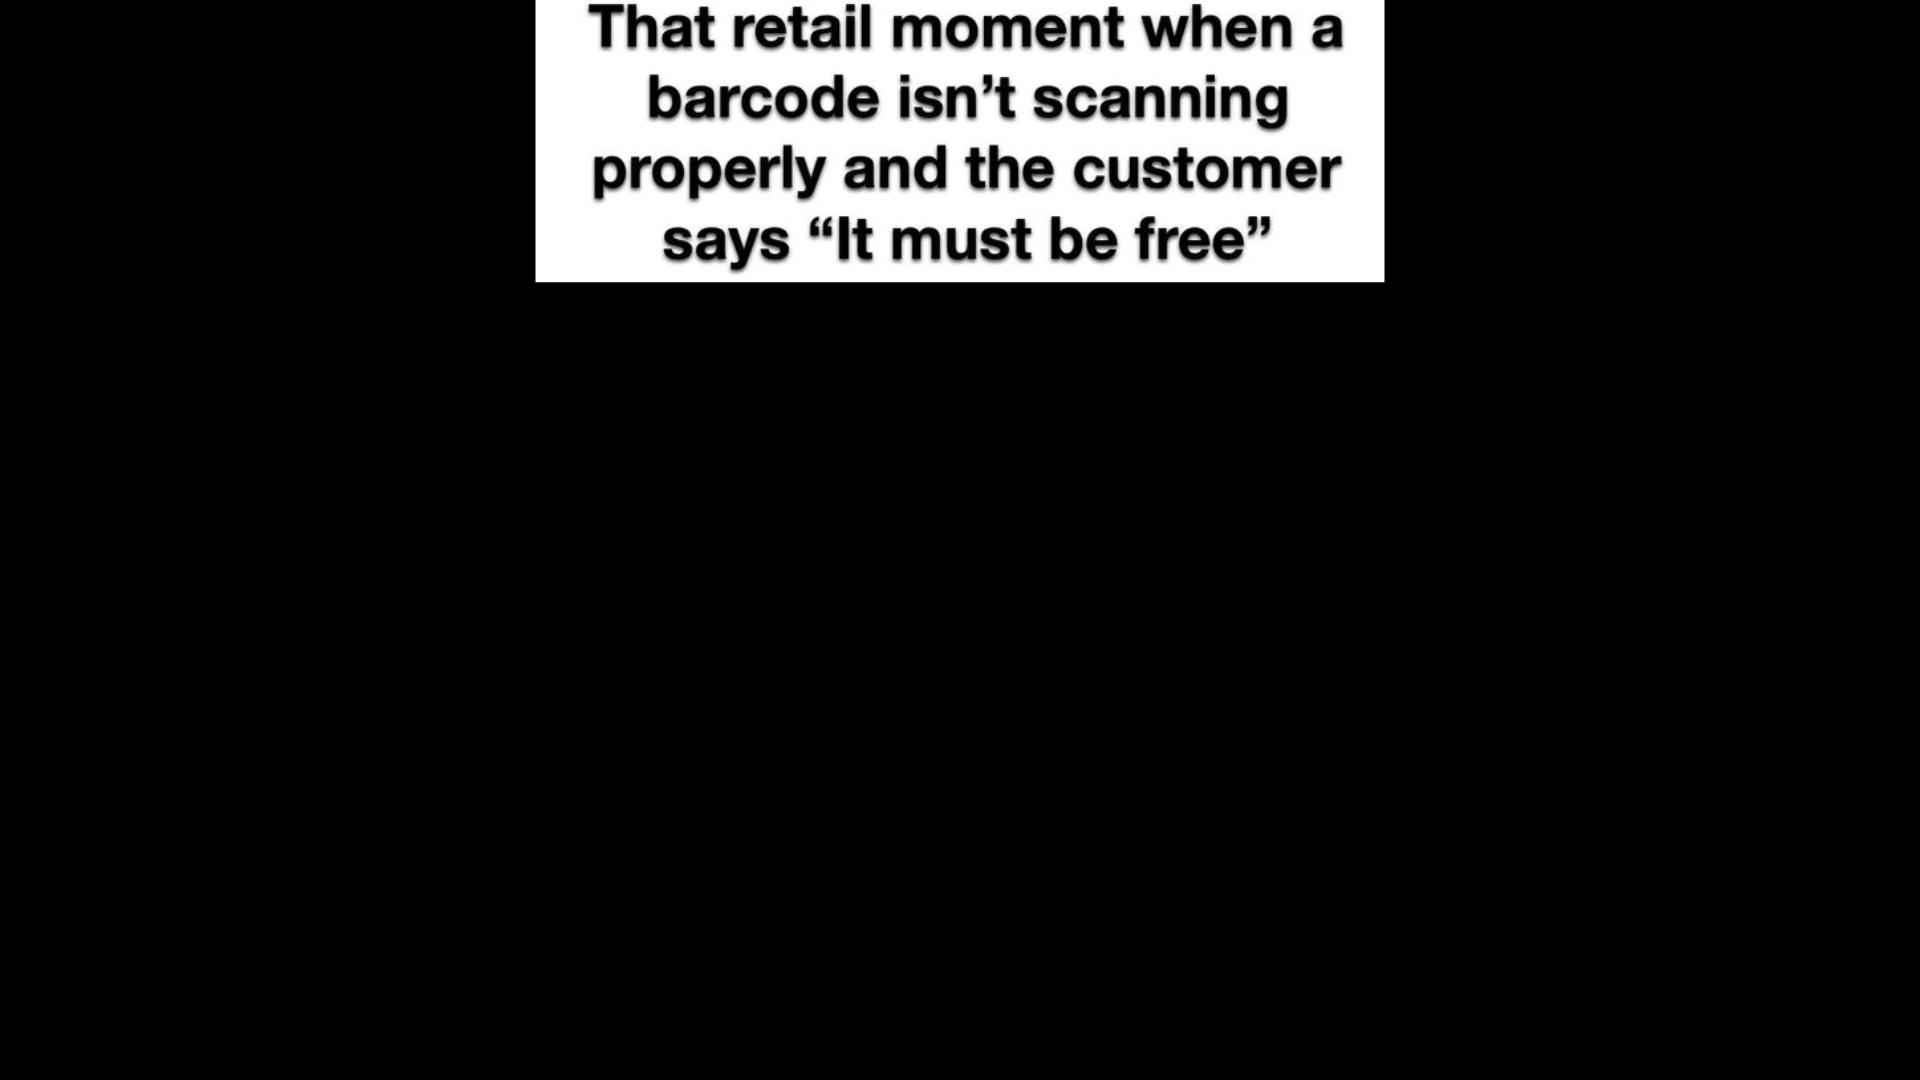 That retail moment when a
barcode isn’t scanning
properly and the customer
says “It must be free”